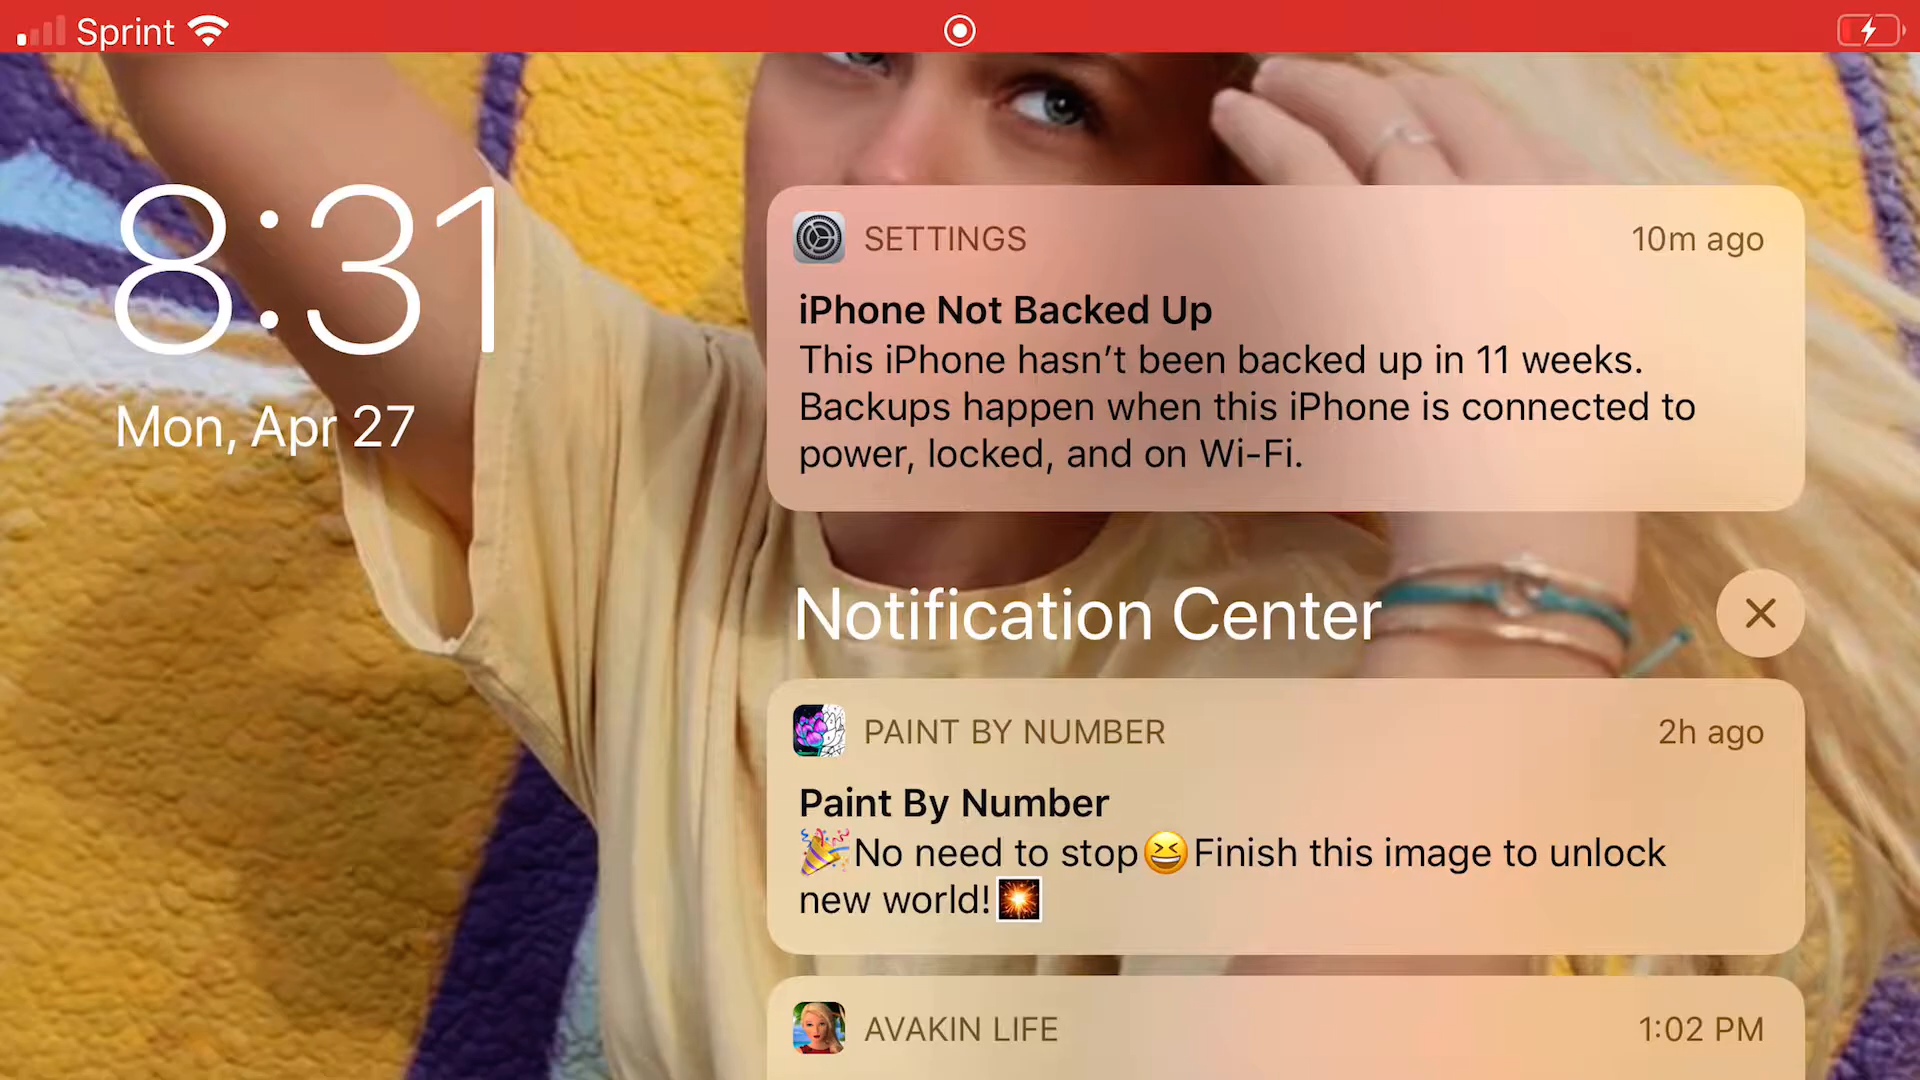 Sprint
8:31
Mon, Apr 27
SETTINGS 10m ago
iPhone Not Backed Up
This iPhone hasn’t been backed up in 11 weeks.
Backups happen when this iPhone is connected to
power, locked, and on Wi-Fi.
Notification Center
PAINT BY NUMBER 2h ago
Paint By Number
🎉No need to stop😆Finish this image to unlock
new world!🎇
AVAKIN LIFE 1:02 PM